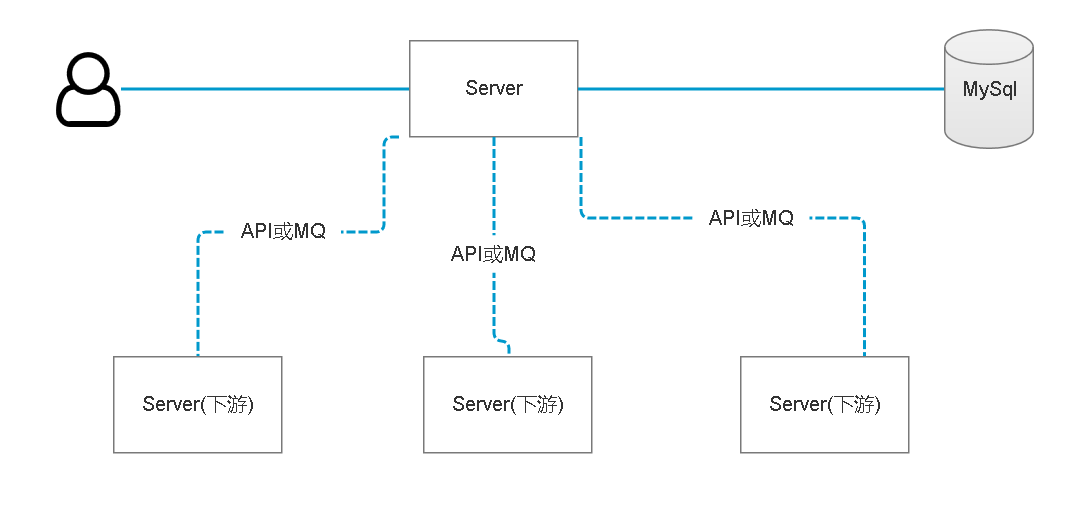 Server
MySql
API或MQ
API或MQ
API或MQ
Server(下游)
Server(下游)
Server(下游)